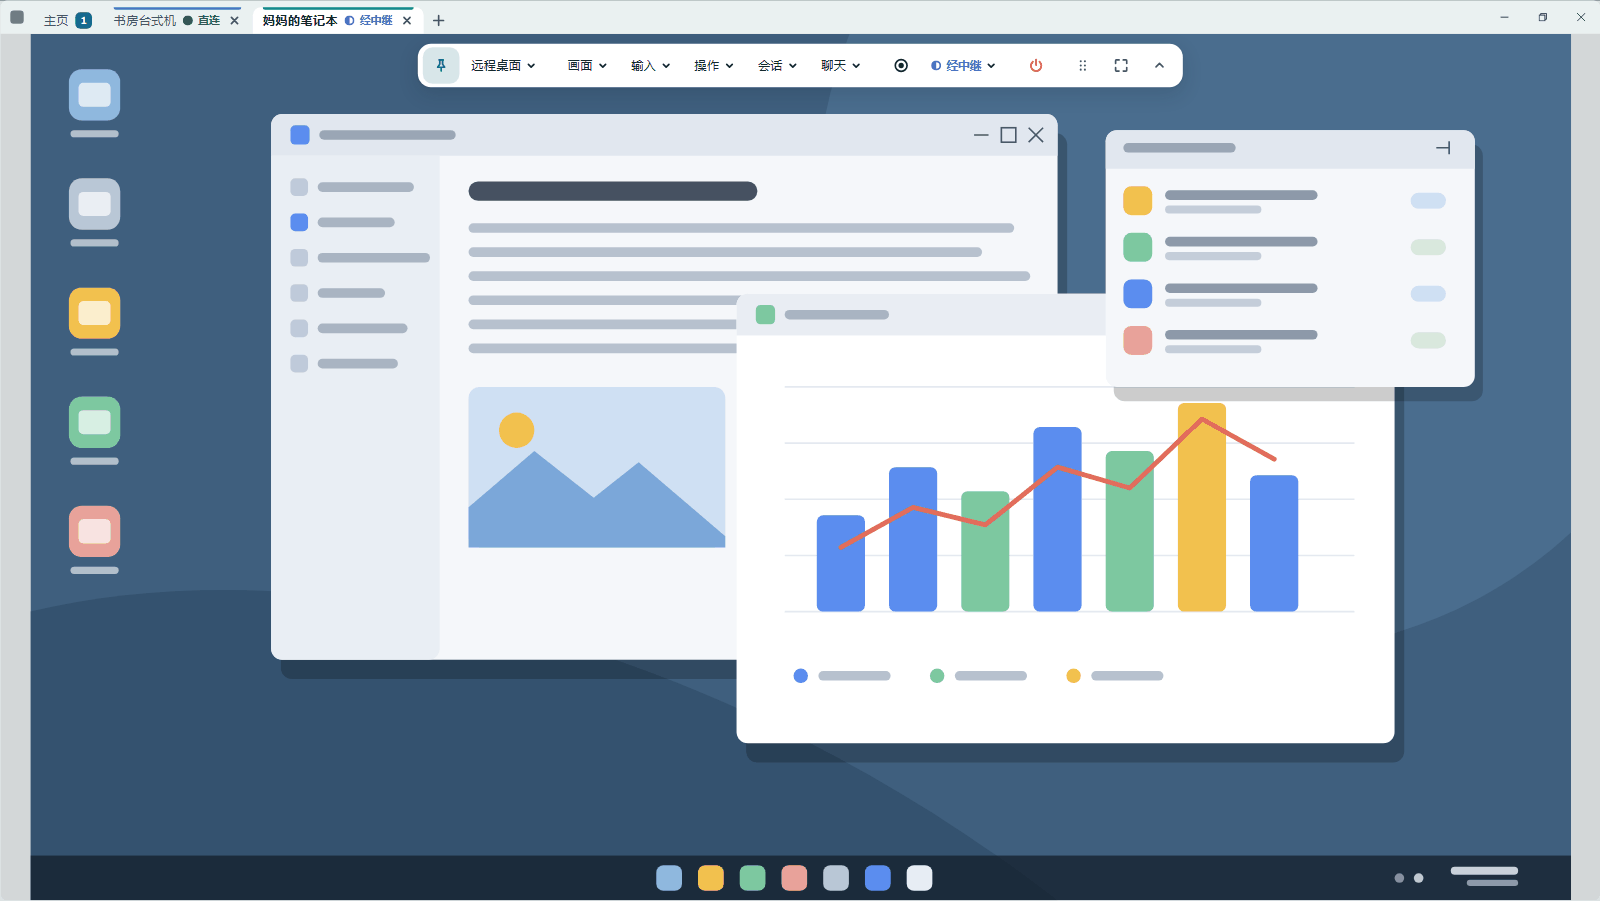 主页 1 书房台式机 直连 妈妈的笔记本 经中继
远程桌面 画面 输入 操作 会话 聊天 经中继